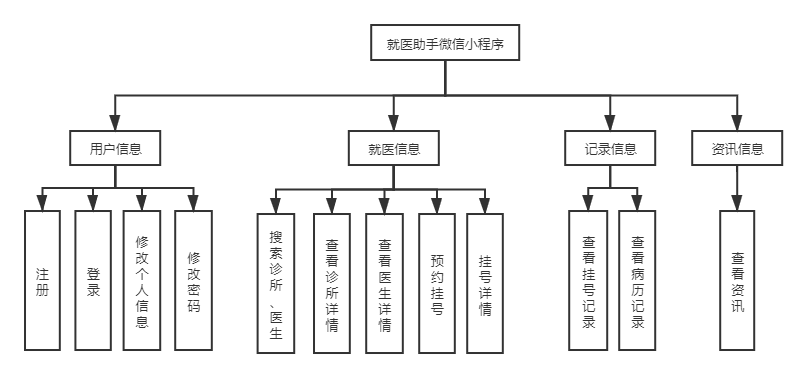 就医助手微信小程序
用户信息
就医信息
记录信息
资讯信息
注册
登录
修改个人信息
修改密码
搜索诊所、医生
查看诊所详情
查看医生详情
预约挂号
挂号详情
查看挂号记录
查看病历记录
查看资讯